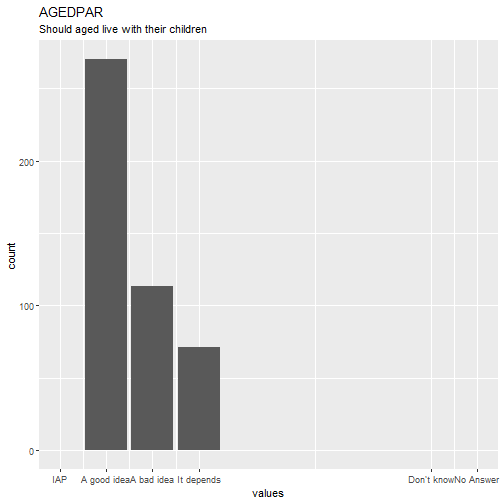 AGEDPAR
Should aged live with their children
count
200
100
0
IAP A good idea A bad idea It depends Don't know No Answer
values